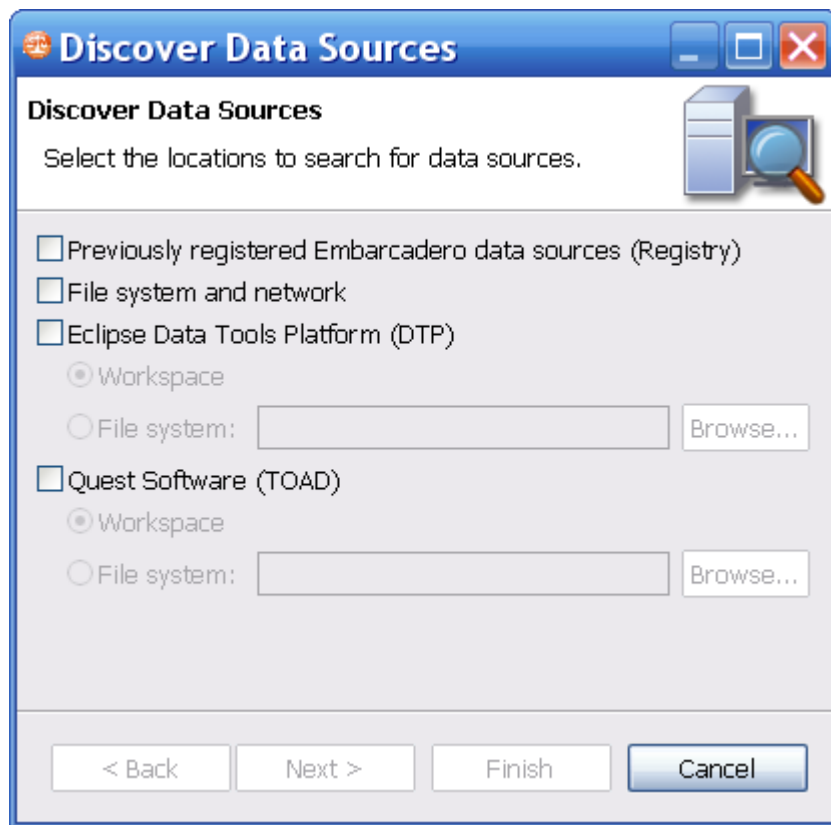 Discover Data Sources
Discover Data Sources
Select the locations to search for data sources.
Previously registered Embarcadero data sources (Registry)
File system and network
Eclipse Data Tools Platform (DTP)
Workspace
File system: Browse...
Quest Software (TOAD)
Workspace
File system: Browse...
< Back Next > Finish Cancel